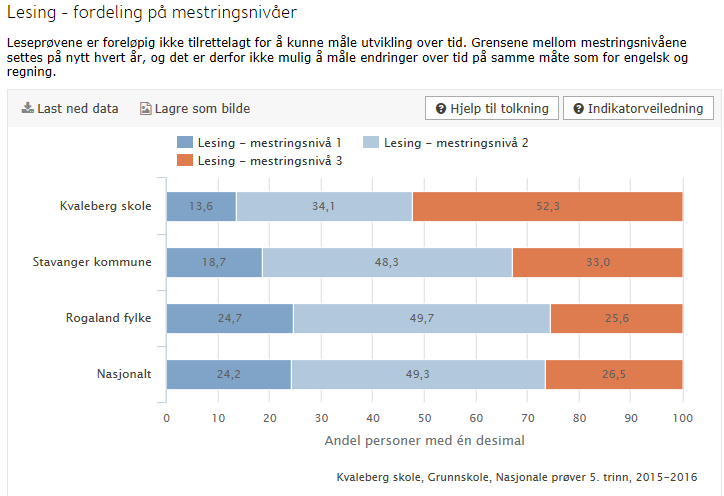 Lesing - fordeling på mestringsnivåer
Leseprøvene er foreløpig ikke tilrettelagt for å kunne måle utvikling over tid. Grensene mellom mestringsnivåene
settes på nytt hvert år, og det er derfor ikke mulig å måle endringer over tid på samme måte som for engelsk og
regning.
Last ned data Lagre som bilde Hjelp til tolkning Indikatorveiledning
Lesing - mestringsnivå 1 Lesing - mestringsnivå 2
Lesing - mestringsnivå 3
Kvaleberg skole 13,6 34,1 52,3
Stavanger kommune 18,7 48,3 33,0
Rogaland fylke 24,7 49,7 25,6
Nasjonalt 24,2 49,3 26,5
0 10 20 30 40 50 60 70 80 90 100
Andel personer med én desimal
Kvaleberg skole, Grunnskole, Nasjonale prøver 5. trinn, 2015-2016